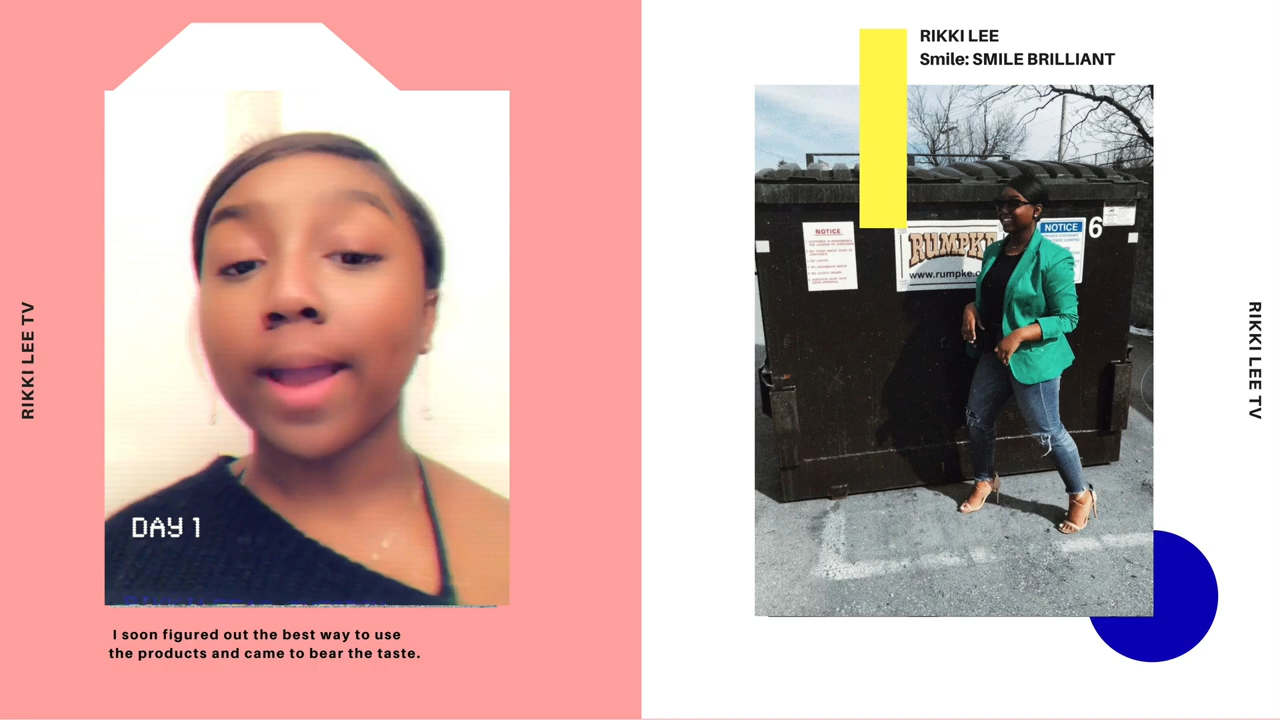 RIKKI LEE TV
DAY 1
I soon figured out the best way to use
the products and came to bear the taste.
RIKKI LEE
Smile: SMILE BRILLIANT
NOTICE
RUMPKE
www.rumpke.
NOTICE
6
RIKKI LEE TV